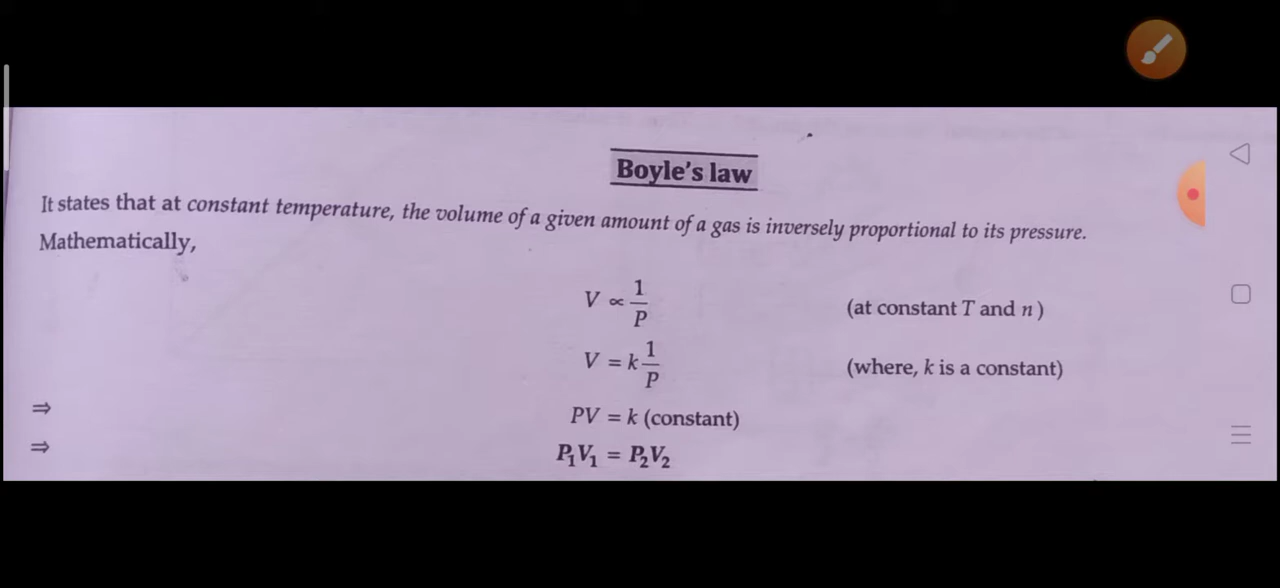 Boyle's law
It states that at constant temperature, the volume of a given amount of a gas is inversely proportional to its pressure.
Mathematically,
V ∝ 1/P (at constant T and n)
V = k 1/P (where, k is a constant)
⇒ PV = k (constant)
⇒ P₁V₁ = P₂V₂